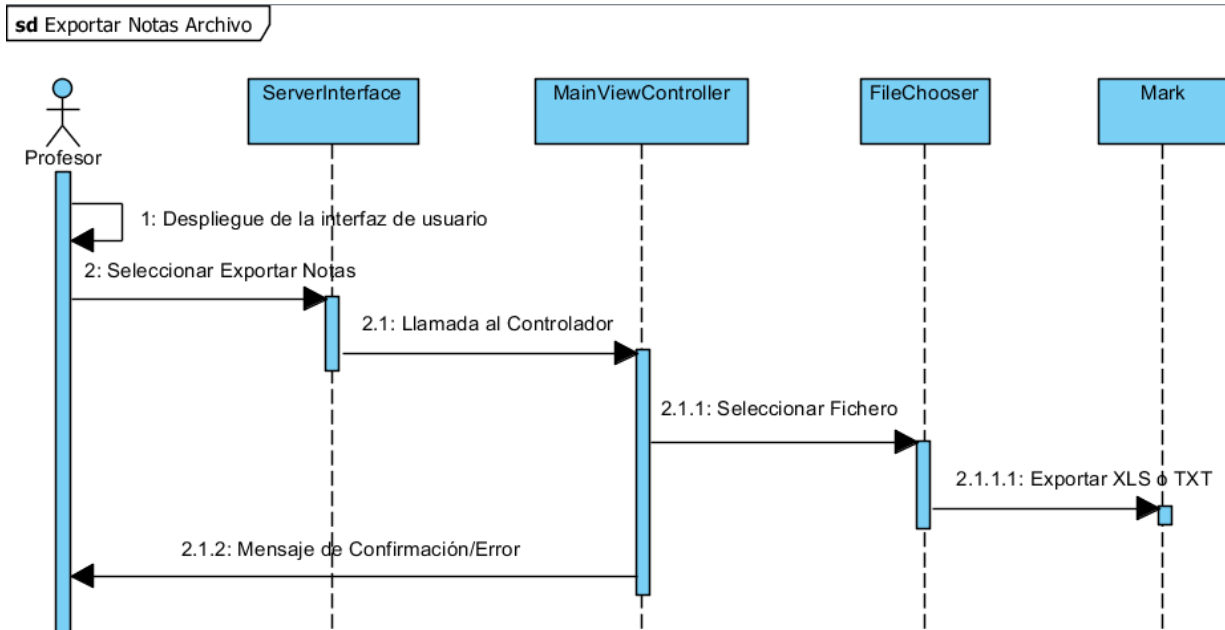 sd Exportar Notas Archivo
ServerInterface
MainViewController
FileChooser
Mark
Profesor
1: Despliegue de la interfaz de usuario
2: Seleccionar Exportar Notas
2.1: Llamada al Controlador
2.1.1: Seleccionar Fichero
2.1.1.1: Exportar XLS o TXT
2.1.2: Mensaje de Confirmación/Error